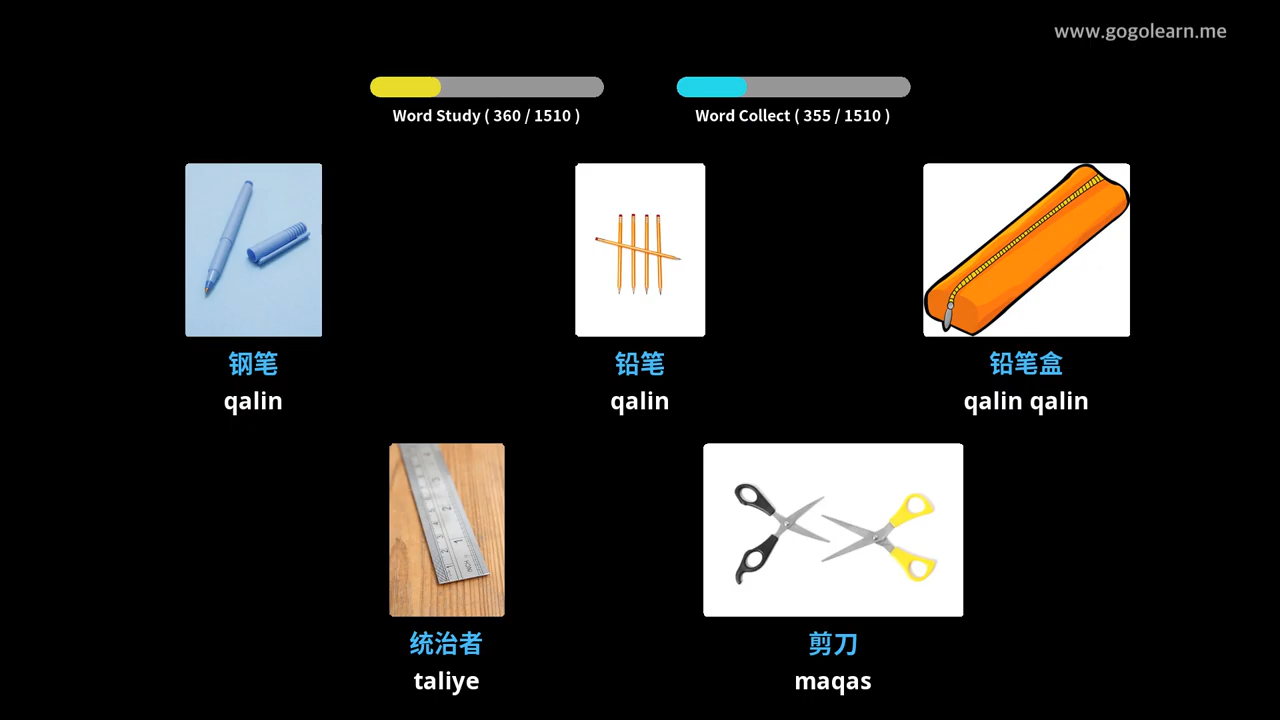 www.gogolearn.me
Word Study ( 360 / 1510 )
Word Collect ( 355 / 1510 )
钢笔
qalin
铅笔
qalin
铅笔盒
qalin qalin
统治者
taliye
剪刀
maqas